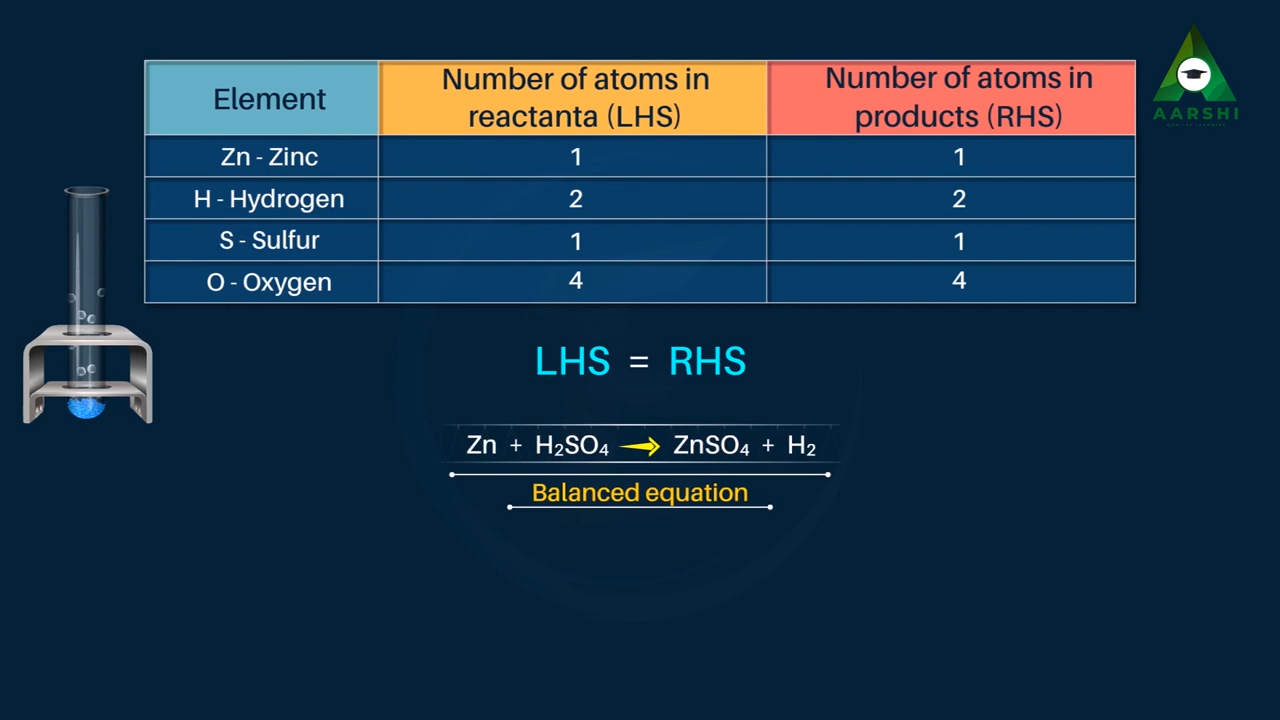 AARSHI
Element
Number of atoms in
reactanta (LHS)
Number of atoms in
products (RHS)
Zn - Zinc 1 1
H - Hydrogen 2 2
S - Sulfur 1 1
O - Oxygen 4 4
LHS = RHS
Zn + H₂SO₄ → ZnSO₄ + H₂
Balanced equation